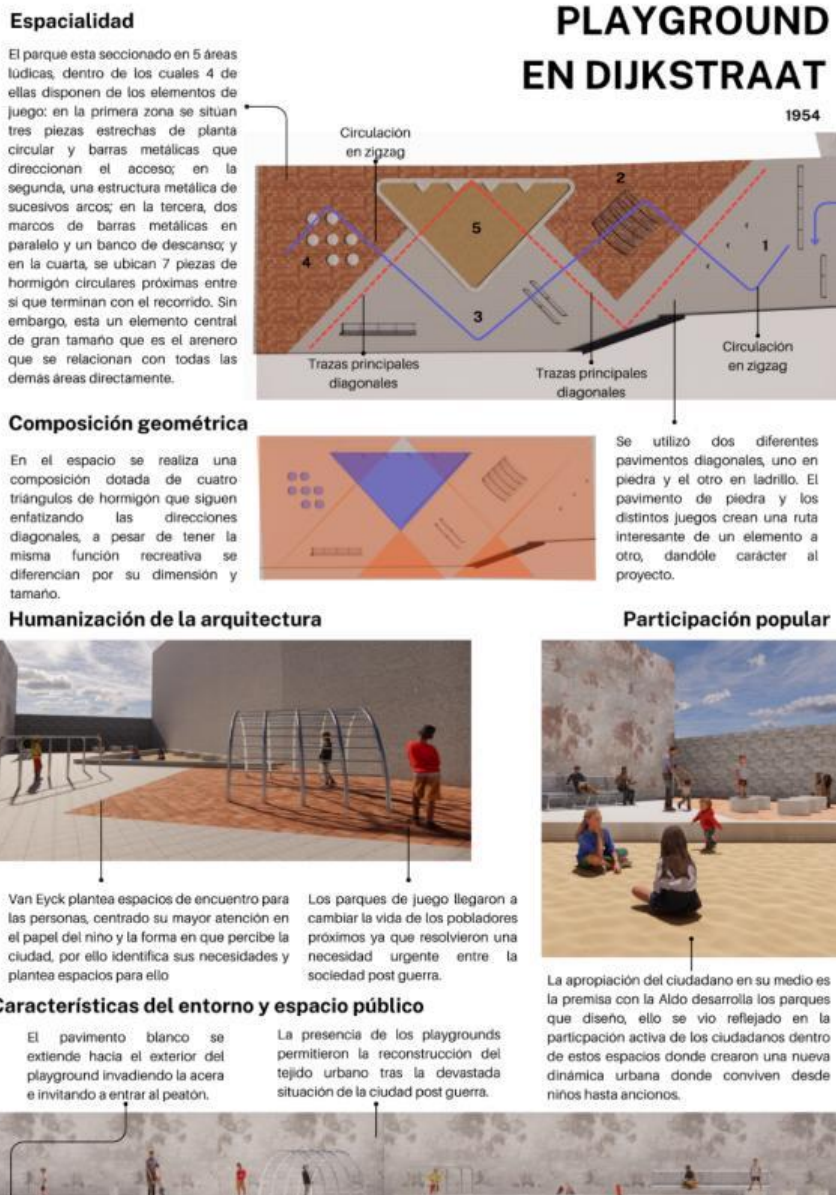 Espacialidad
El parque esta seccionado en 5 áreas
lúdicas, dentro de los cuales 4 de
ellas disponen de los elementos de
juego: en la primera zona se sitúan
tres piezas estrechas de planta
circular y barras metálicas que
direccionan el acceso; en la
segunda, una estructura metálica de
sucesivos arcos; en la tercera, dos
marcos de barras metálicas en
paralelo y un banco de descanso; y
en la cuarta, se ubican 7 piezas de
hormigón circulares próximas entre
si que terminan con el recorrido. Sin
embargo, esta un elemento central
de gran tamaño que es el arenero
que se relacionan con todas las
demás áreas directamente.
PLAYGROUND
EN DIJKSTRAAT
1954
Circulación
en zigzag
2
5
1
4
3
Trazas principales
diagonales
Trazas principales
diagonales
Circulación
en zigzag
Composición geométrica
En el espacio se realiza una
composición dotada de cuatro
triángulos de hormigón que siguen
enfatizando las direcciones
diagonales, a pesar de tener la
misma función recreativa se
diferencian por su dimensión y
tamaño.
Se utilizó dos diferentes
pavimentos diagonales, uno en
piedra y el otro en ladrillo. El
pavimento de piedra y los
distintos juegos crean una ruta
interesante de un elemento a
otro, dandóle carácter al
proyecto.
Humanización de la arquitectura
Van Eyck plantea espacios de encuentro para
las personas, centrado su mayor atención en
el papel del niño y la forma en que percibe la
ciudad, por ello identifica sus necesidades y
plantea espacios para ello
Los parques de juego llegaron a
cambiar la vida de los pobladores
próximos ya que resolvieron una
necesidad urgente entre la
sociedad post guerra.
Participación popular
La apropiación del ciudadano en su medio es
la premisa con la Aldo desarrolla los parques
que diseño, ello se vio reflejado en la
particpación activa de los ciudadanos dentro
de estos espacios donde crearon una nueva
dinámica urbana donde conviven desde
niños hasta ancionos.
Características del entorno y espacio público
El pavimento blanco se
extiende hacia el exterior del
playground invadiendo la acera
e invitando a entrar al peatón.
La presencia de los playgrounds
permitieron la reconstrucción del
tejido urbano tras la devastada
situación de la ciudad post guerra.